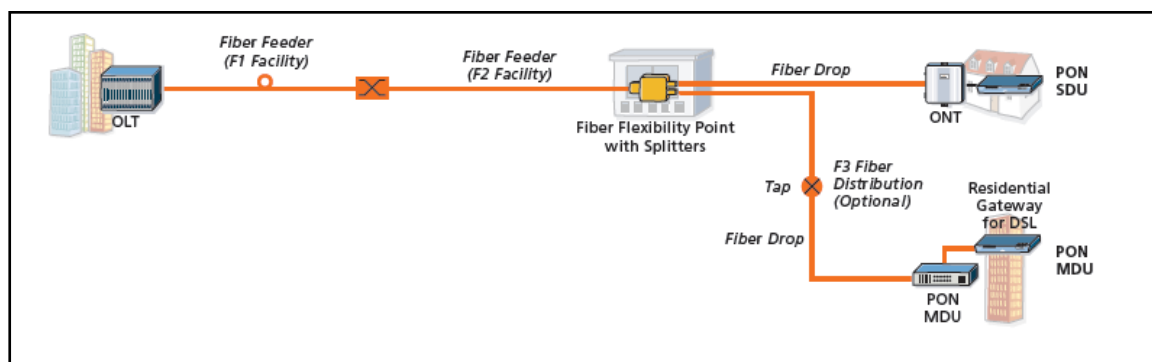 Fiber Feeder
(F1 Facility)
OLT
Fiber Feeder
(F2 Facility)
Fiber Flexibility Point
with Splitters
Fiber Drop
ONT
PON
SDU
Tap
F3 Fiber
Distribution
(Optional)
Fiber Drop
Residential
Gateway
for DSL
PON
MDU
PON
MDU